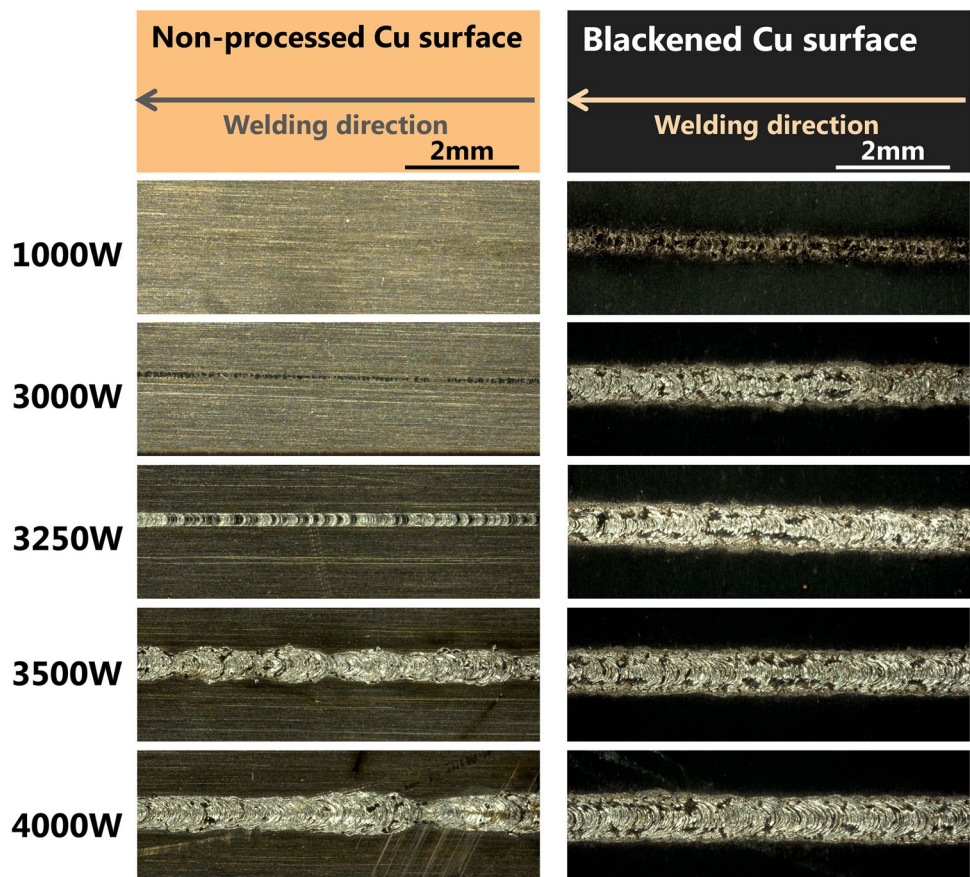 Non-processed Cu surface
Welding direction
2mm
Blackened Cu surface
Welding direction
2mm
1000W
3000W
3250W
3500W
4000W